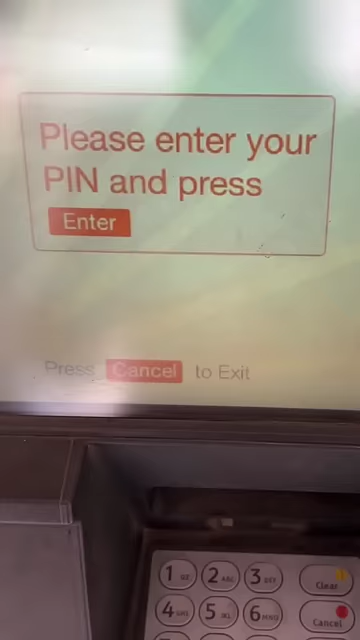 Please enter your
PIN and press
Enter
Press Cancel to Exit
1 2 ABC 3 DEF Clear
4 GHI 5 JKL 6 MNO Cancel